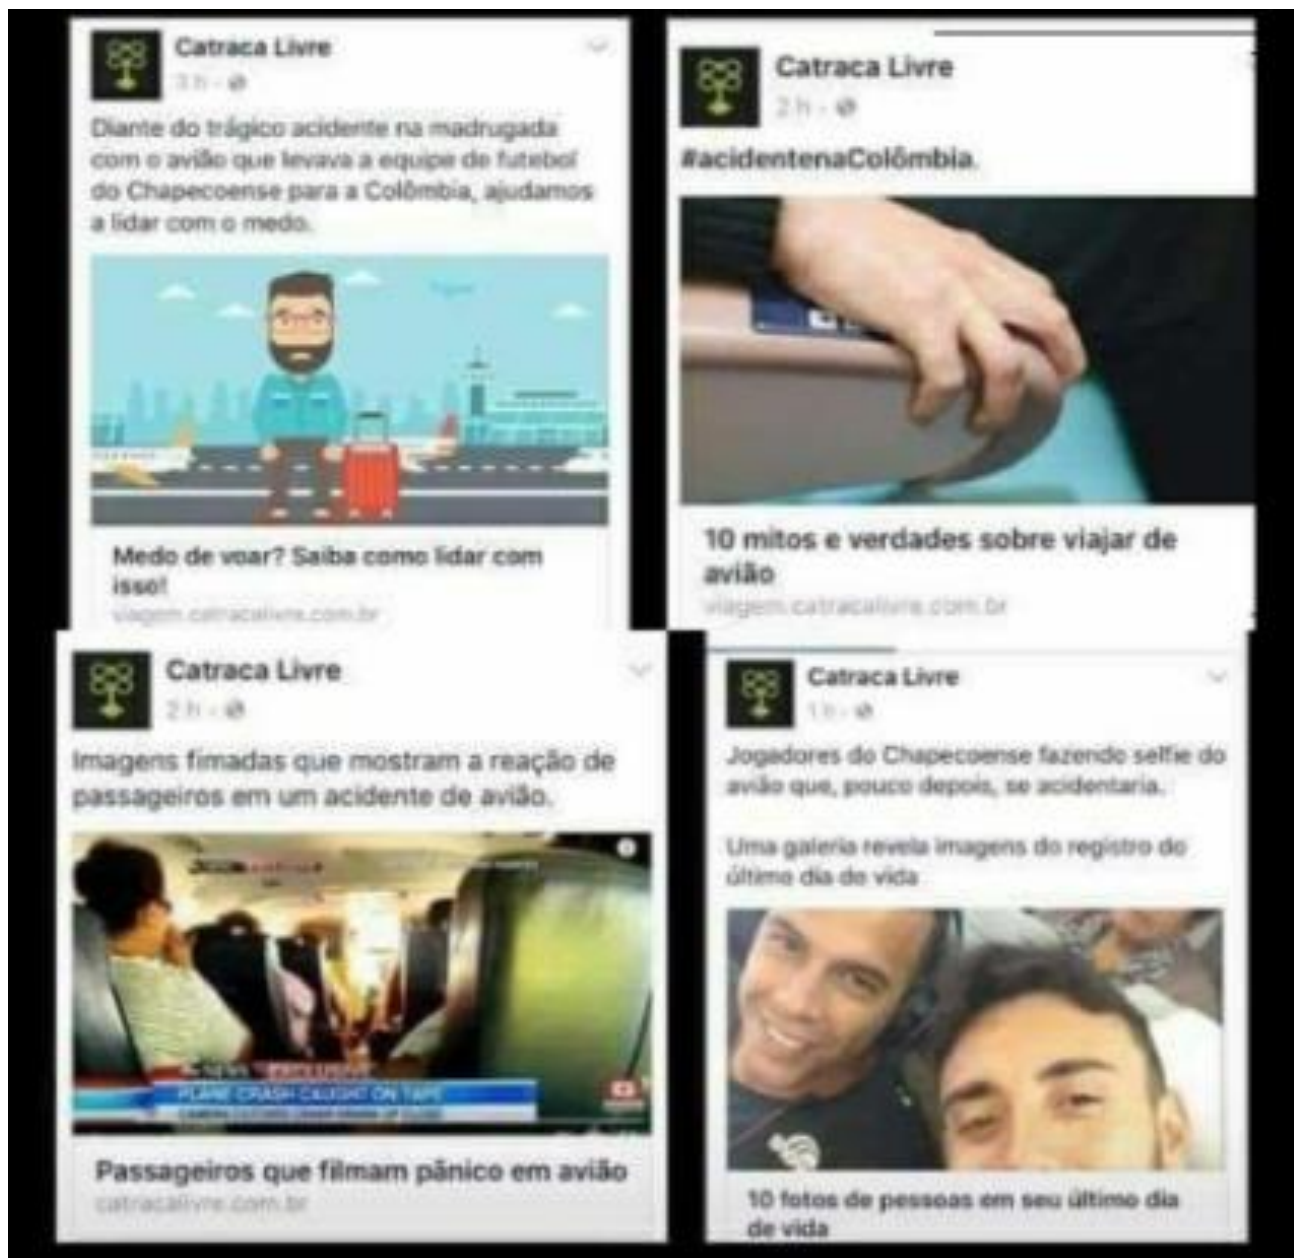 Catraca Livre
3 h
Diante do trágico acidente na madrugada
com o avião que levava a equipe de futebol
do Chapecoense para a Colômbia, ajudamos
a lidar com o medo.
Medo de voar? Saiba como lidar com
isso!
viagem.catracalivre.com.br
Catraca Livre
2 h
#acidentenaColômbia.
10 mitos e verdades sobre viajar de
avião
viagem.catracalivre.com.br
Catraca Livre
2 h
Imagens fimadas que mostram a reação de
passageiros em um acidente de avião.
PLANE CRASH CAUGHT ON TAPE
Passageiros que filmam pânico em avião
catracalivre.com.br
Catraca Livre
1 h
Jogadores do Chapecoense fazendo selfie do
avião que, pouco depois, se acidentaria.
Uma galeria revela imagens do registro do
último dia de vida
10 fotos de pessoas em seu último dia
de vida